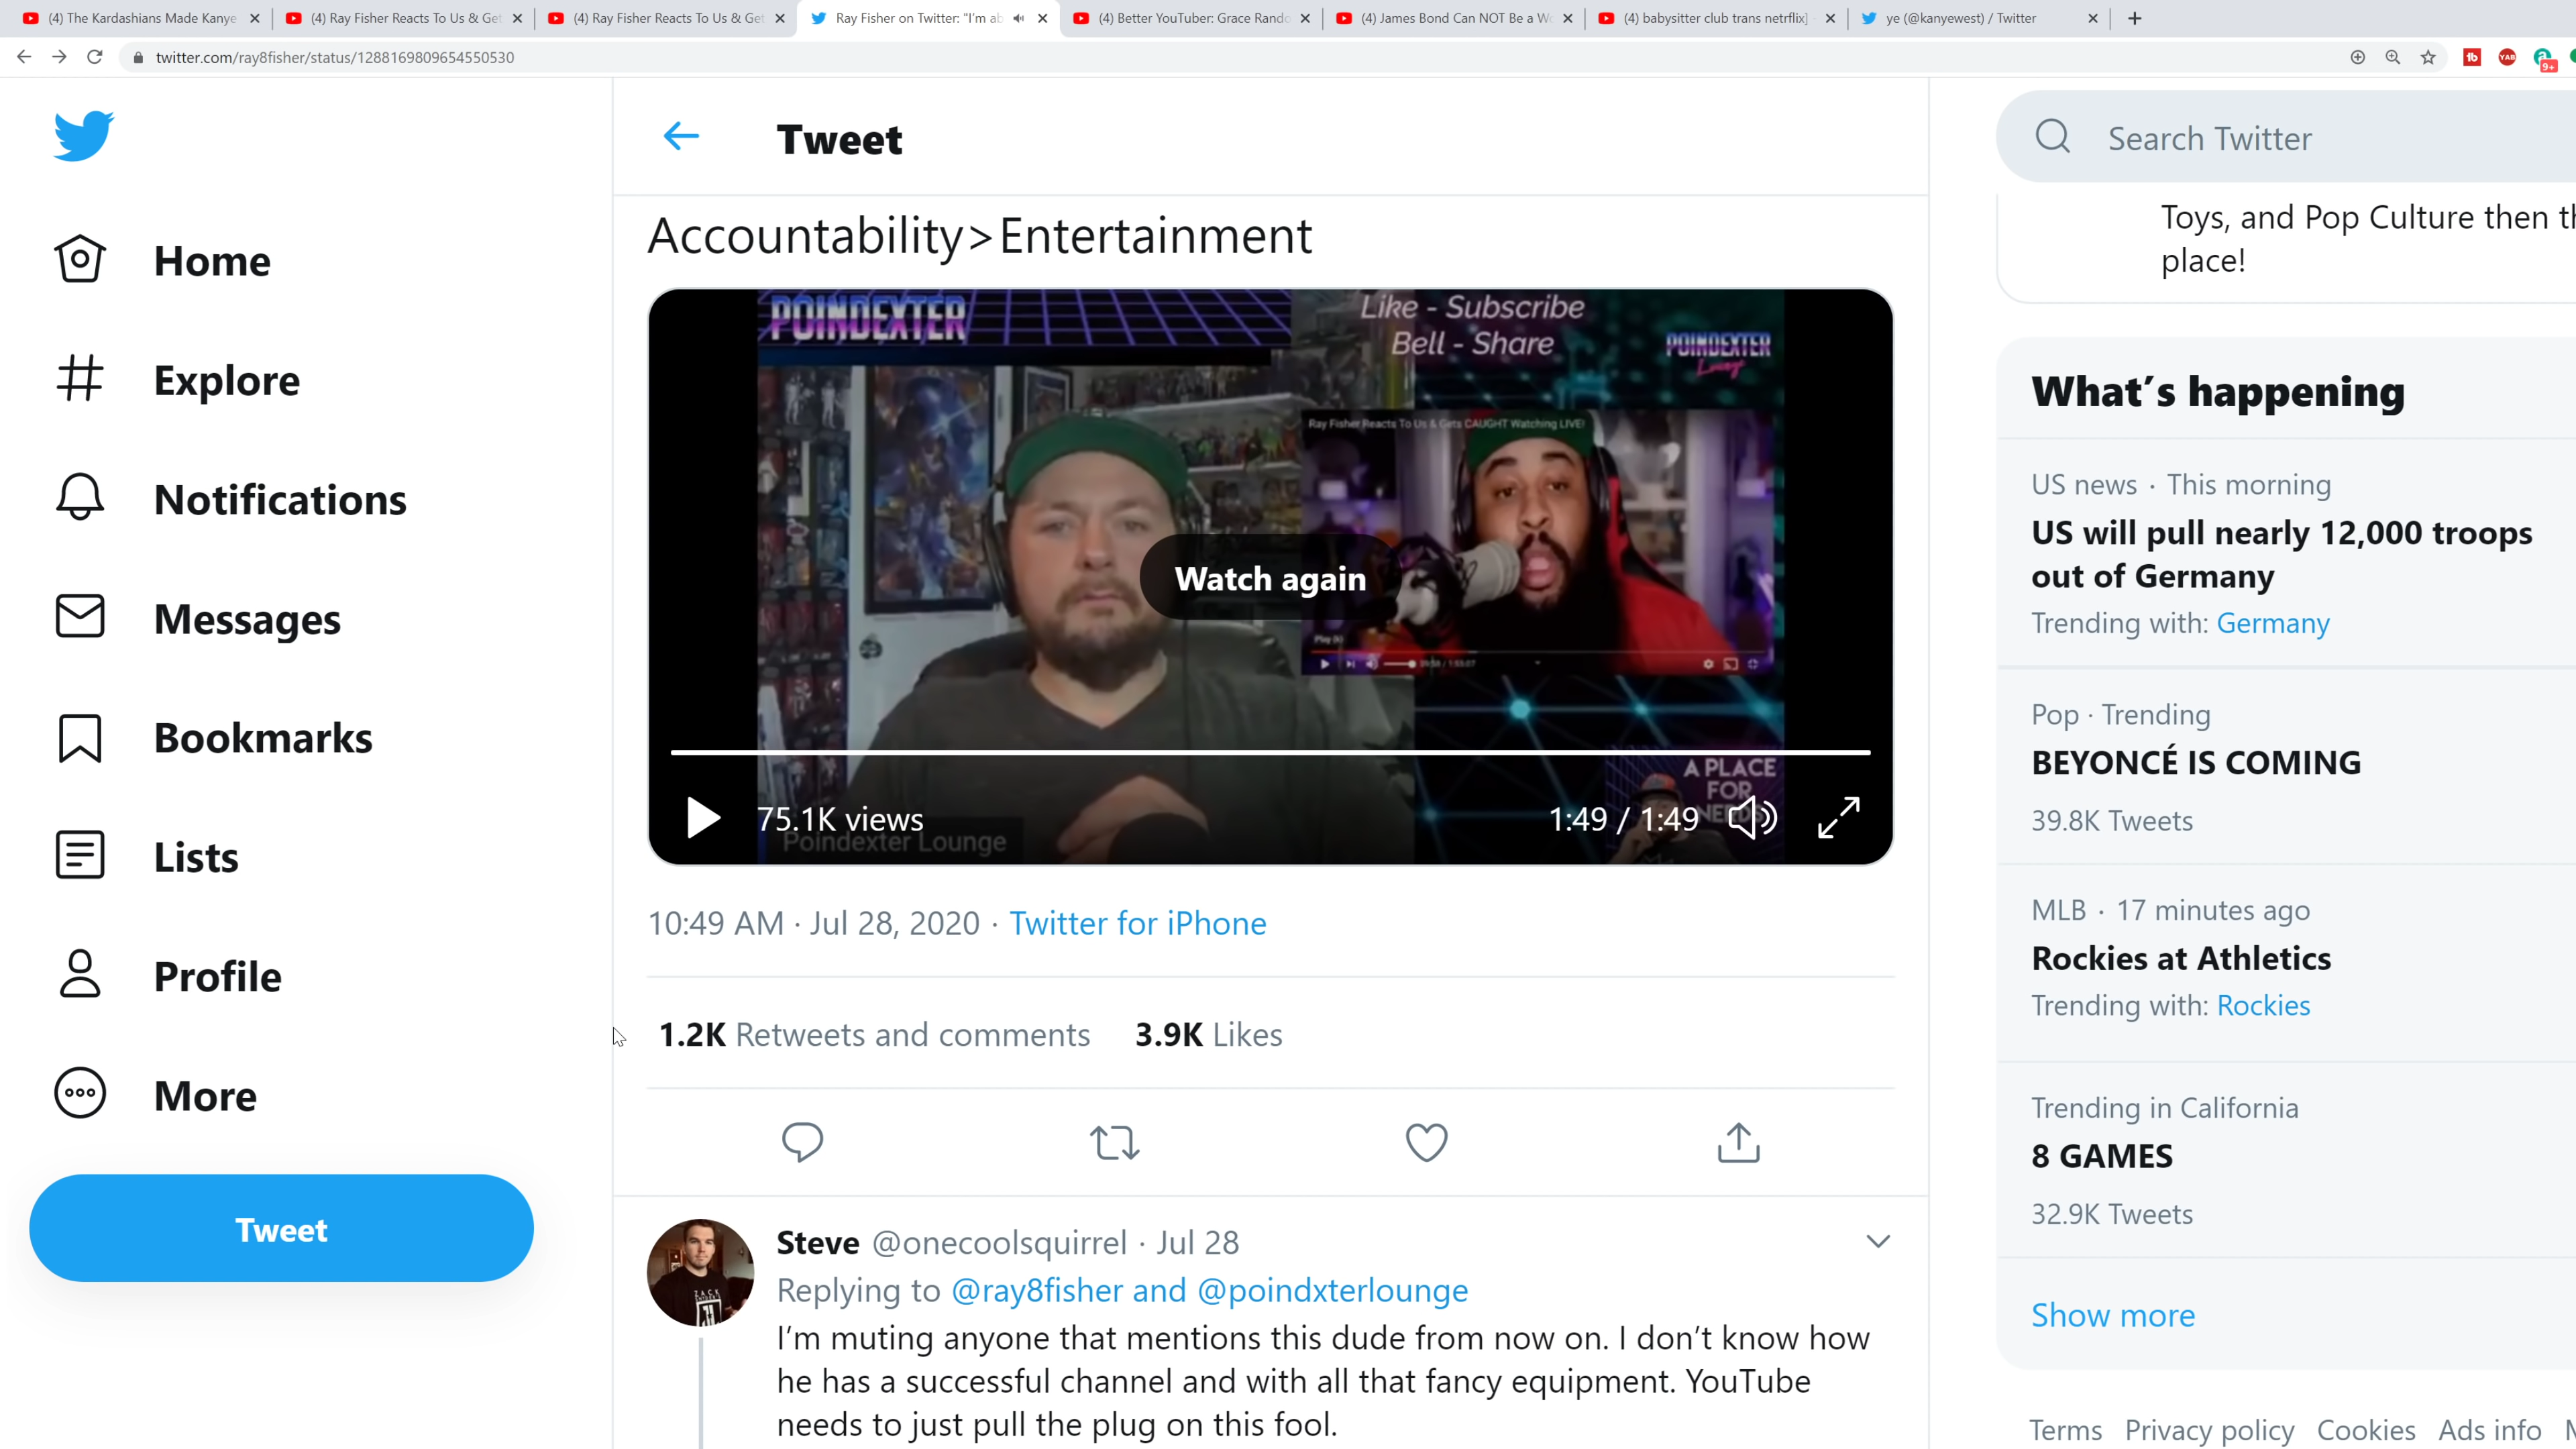 (4) The Kardashians Made Kanye
(4) Ray Fisher Reacts To Us & Get
(4) Ray Fisher Reacts To Us & Get
Ray Fisher on Twitter: "I'm ab
(4) Better YouTuber: Grace Rando
(4) James Bond Can NOT Be a Wo
(4) babysitter club trans netrflix]
ye (@kanyewest) / Twitter
twitter.com/ray8fisher/status/1288169809654550530
9+
Home
Explore
Notifications
Messages
Bookmarks
Lists
Profile
More
Tweet
Tweet
Accountability>Entertainment
POINDEXTER
Like - Subscribe
Bell - Share
POINDEXTER
Lounge
Ray Fisher Reacts To Us & Gets CAUGHT Watching LIVE!
Watch again
Play (k)
A PLACE
FOR
NERDS
75.1K views
1:49 / 1:49
Poindexter Lounge
10:49 AM · Jul 28, 2020 · Twitter for iPhone
1.2K Retweets and comments 3.9K Likes
Steve @onecoolsquirrel · Jul 28
Replying to @ray8fisher and @poindxterlounge
I'm muting anyone that mentions this dude from now on. I don't know how
he has a successful channel and with all that fancy equipment. YouTube
needs to just pull the plug on this fool.
Search Twitter
Toys, and Pop Culture then th
place!
What's happening
US news · This morning
US will pull nearly 12,000 troops
out of Germany
Trending with: Germany
Pop · Trending
BEYONCÉ IS COMING
39.8K Tweets
MLB · 17 minutes ago
Rockies at Athletics
Trending with: Rockies
Trending in California
8 GAMES
32.9K Tweets
Show more
Terms Privacy policy Cookies Ads info